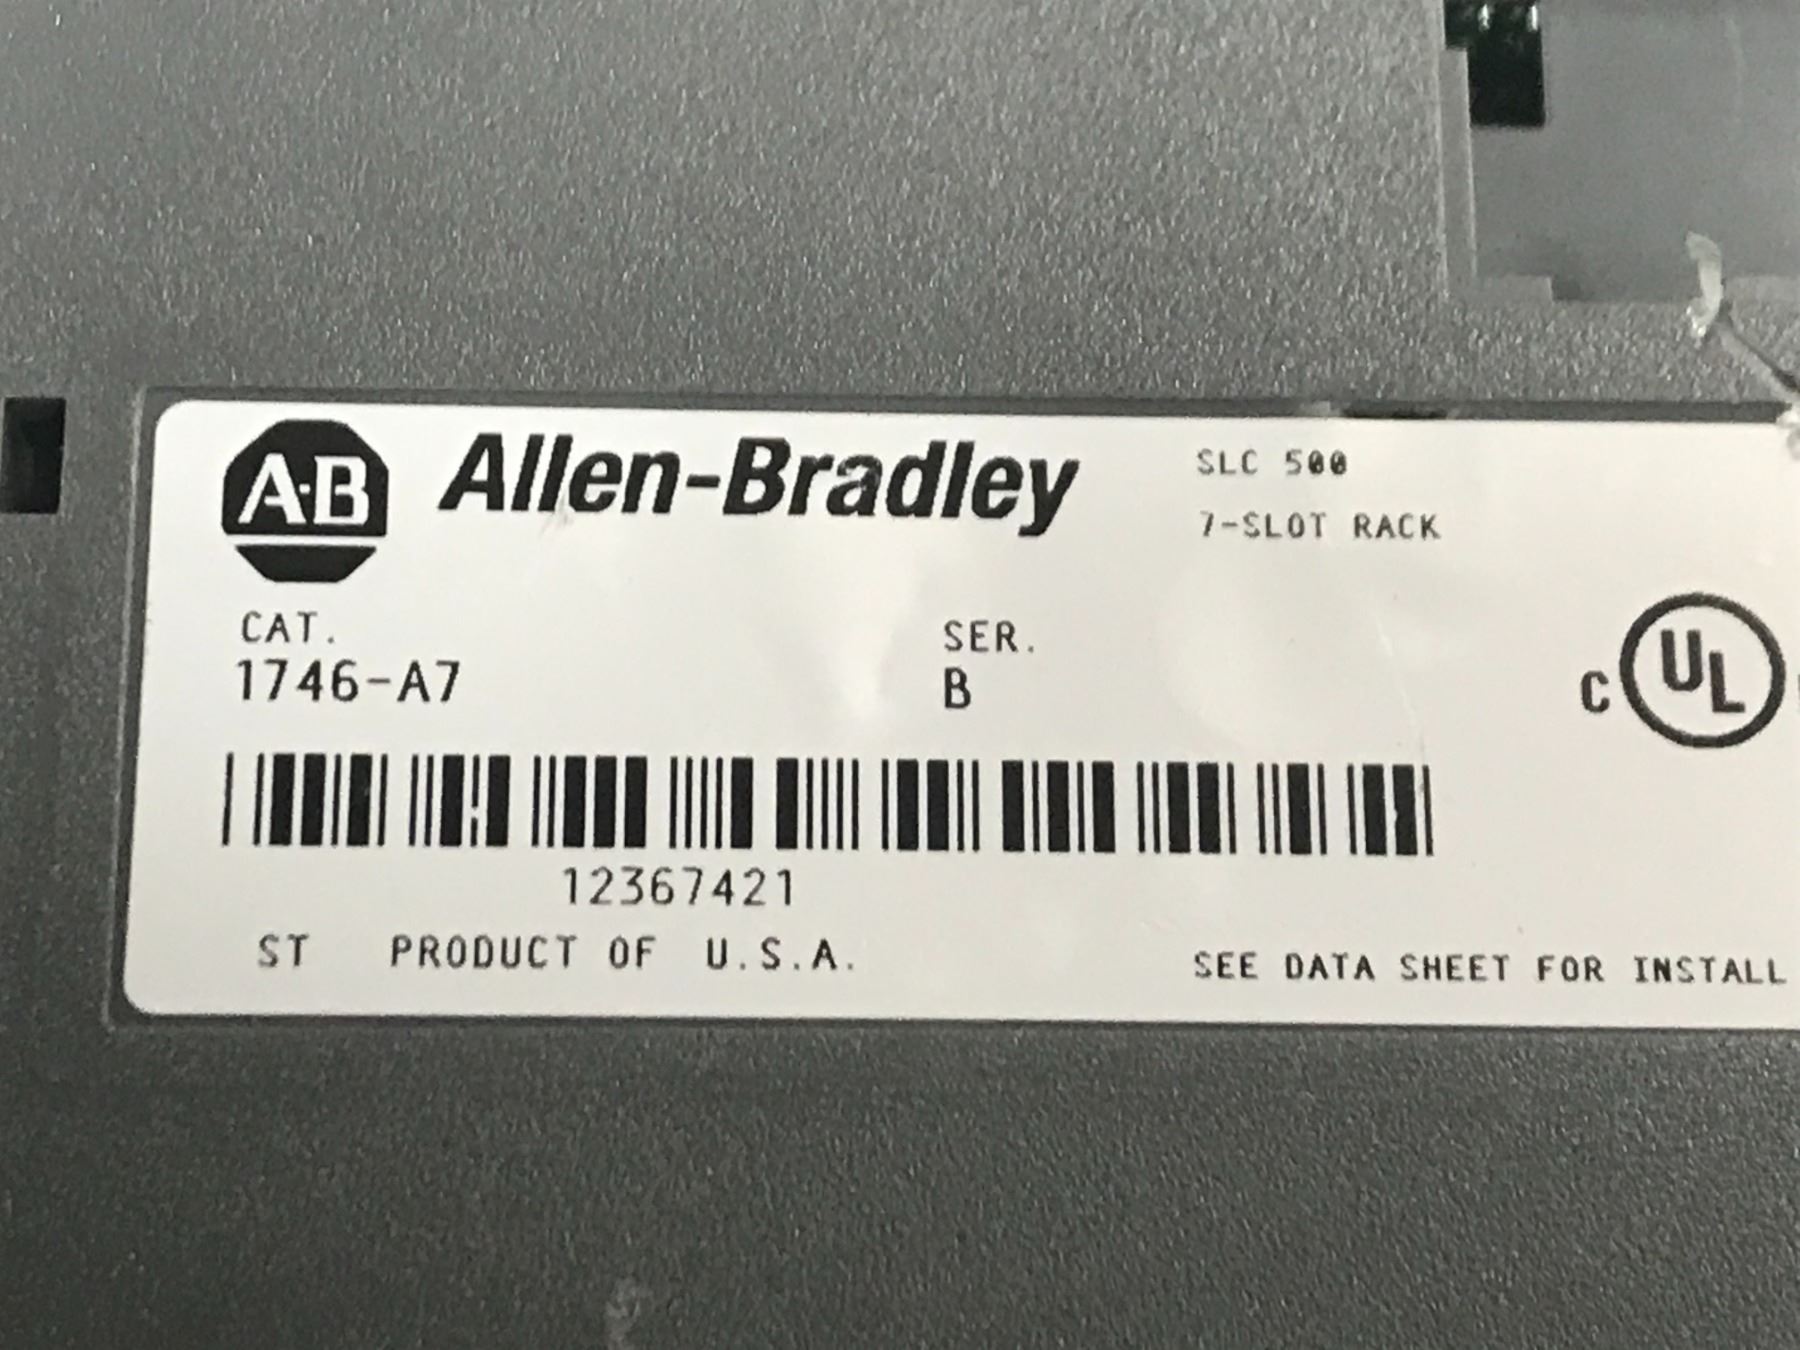 A-B Allen-Bradley
SLC 500
7-SLOT RACK
CAT.
1746-A7
SER.
B
C UL
12367421
ST PRODUCT OF U.S.A.
SEE DATA SHEET FOR INSTALL